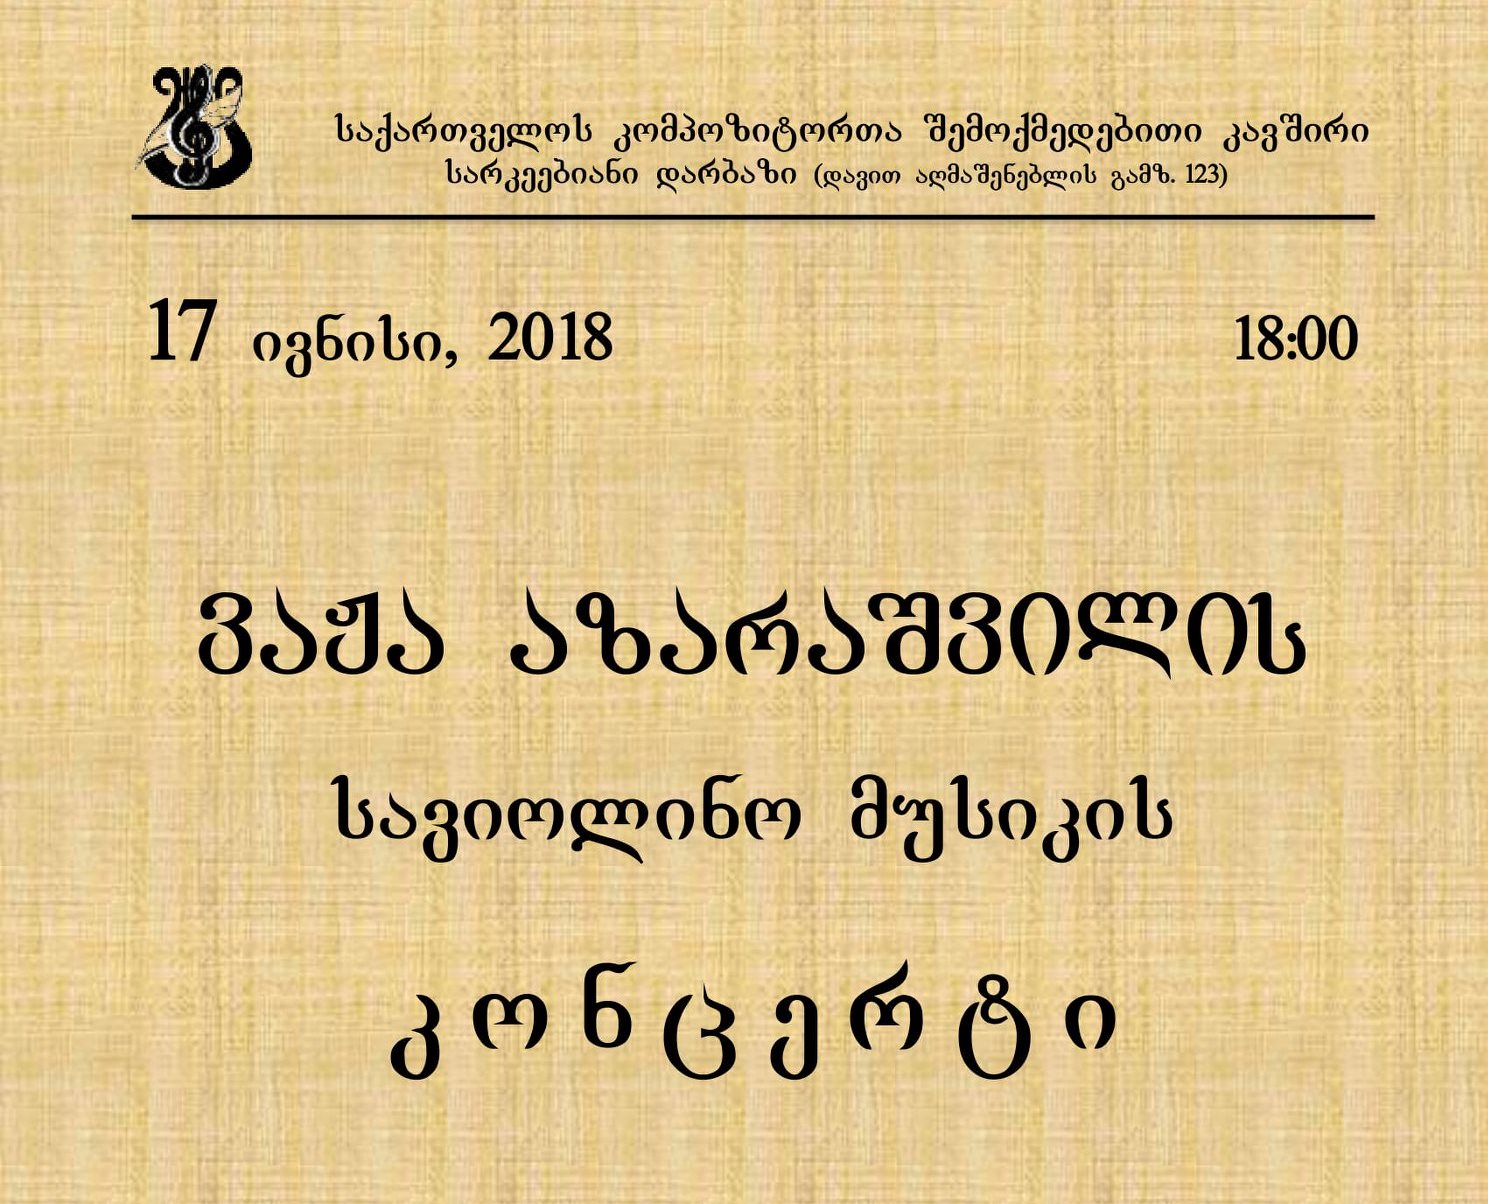 საქართველოს კომპოზიტორთა შემოქმედებითი კავშირი
სარკეებიანი დარბაზი (დავით აღმაშენებლის გამზ. 123)
17 ივნისი, 2018 18:00
ვაჟა აზარაშვილის
სავიოლინო მუსიკის
კონცერტი